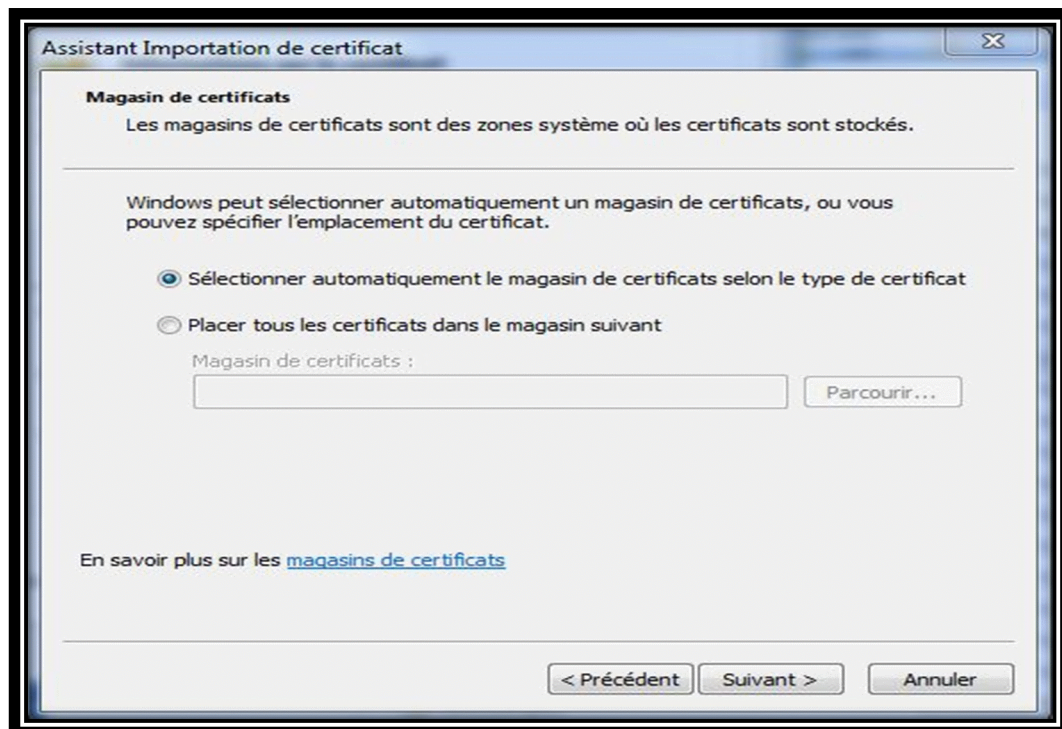 Assistant Importation de certificat
Magasin de certificats
Les magasins de certificats sont des zones système où les certificats sont stockés.
Windows peut sélectionner automatiquement un magasin de certificats, ou vous
pouvez spécifier l'emplacement du certificat.
Sélectionner automatiquement le magasin de certificats selon le type de certificat
Placer tous les certificats dans le magasin suivant
Magasin de certificats :
Parcourir...
En savoir plus sur les magasins de certificats
< Précédent Suivant > Annuler